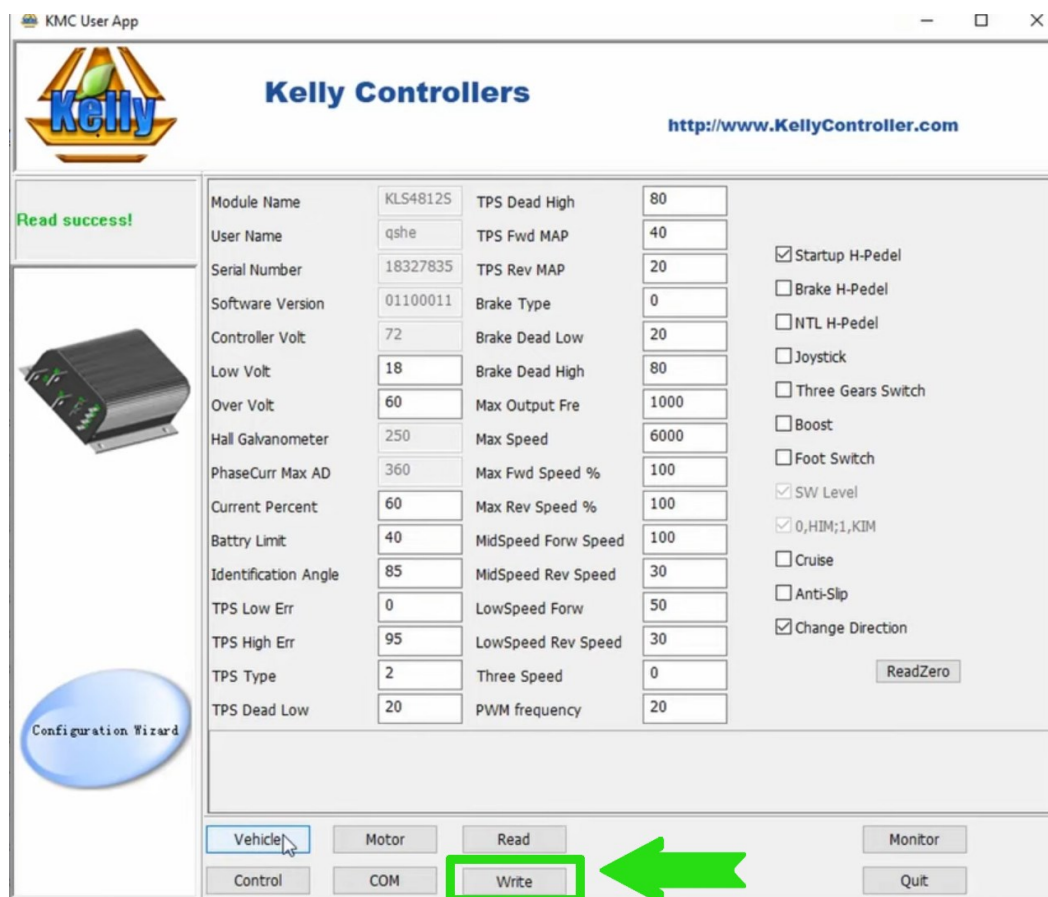 KMC User App
Kelly
Kelly Controllers
http://www.KellyController.com
Read success!
Configuration Wizard
Module Name KLS4812S
User Name qshe
Serial Number 18327835
Software Version 01100011
Controller Volt 72
Low Volt 18
Over Volt 60
Hall Galvanometer 250
PhaseCurr Max AD 360
Current Percent 60
Battry Limit 40
Identification Angle 85
TPS Low Err 0
TPS High Err 95
TPS Type 2
TPS Dead Low 20
TPS Dead High 80
TPS Fwd MAP 40
TPS Rev MAP 20
Brake Type 0
Brake Dead Low 20
Brake Dead High 80
Max Output Fre 1000
Max Speed 6000
Max Fwd Speed % 100
Max Rev Speed % 100
MidSpeed Forw Speed 100
MidSpeed Rev Speed 30
LowSpeed Forw 50
LowSpeed Rev Speed 30
Three Speed 0
PWM frequency 20
Startup H-Pedel
Brake H-Pedel
NTL H-Pedel
Joystick
Three Gears Switch
Boost
Foot Switch
SW Level
0,HIM;1,KIM
Cruise
Anti-Slip
Change Direction
ReadZero
Vehicle Motor Read Monitor
Control COM Write Quit